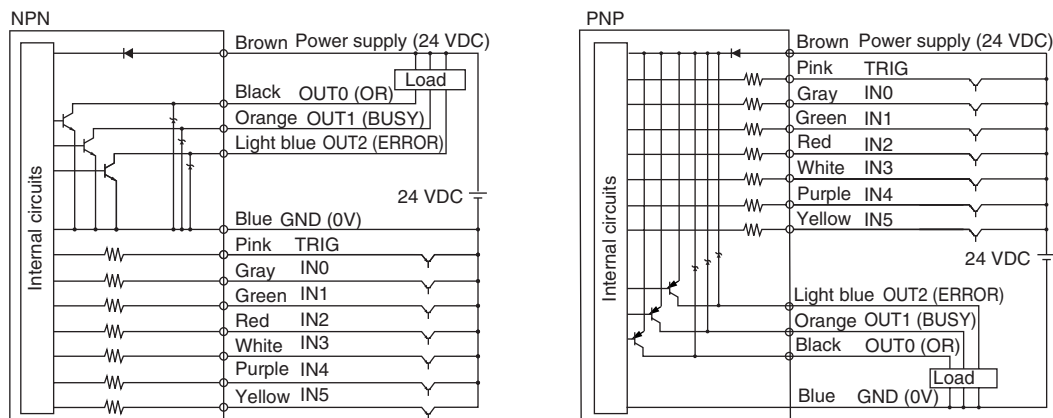 NPN
Brown Power supply (24 VDC)
Load
Black OUT0 (OR)
Orange OUT1 (BUSY)
Light blue OUT2 (ERROR)
24 VDC
Blue GND (0V)
Pink TRIG
Gray IN0
Green IN1
Red IN2
White IN3
Purple IN4
Yellow IN5
Internal circuits
PNP
Brown Power supply (24 VDC)
Pink TRIG
Gray IN0
Green IN1
Red IN2
White IN3
Purple IN4
Yellow IN5
24 VDC
Light blue OUT2 (ERROR)
Orange OUT1 (BUSY)
Black OUT0 (OR)
Load
Blue GND (0V)
Internal circuits